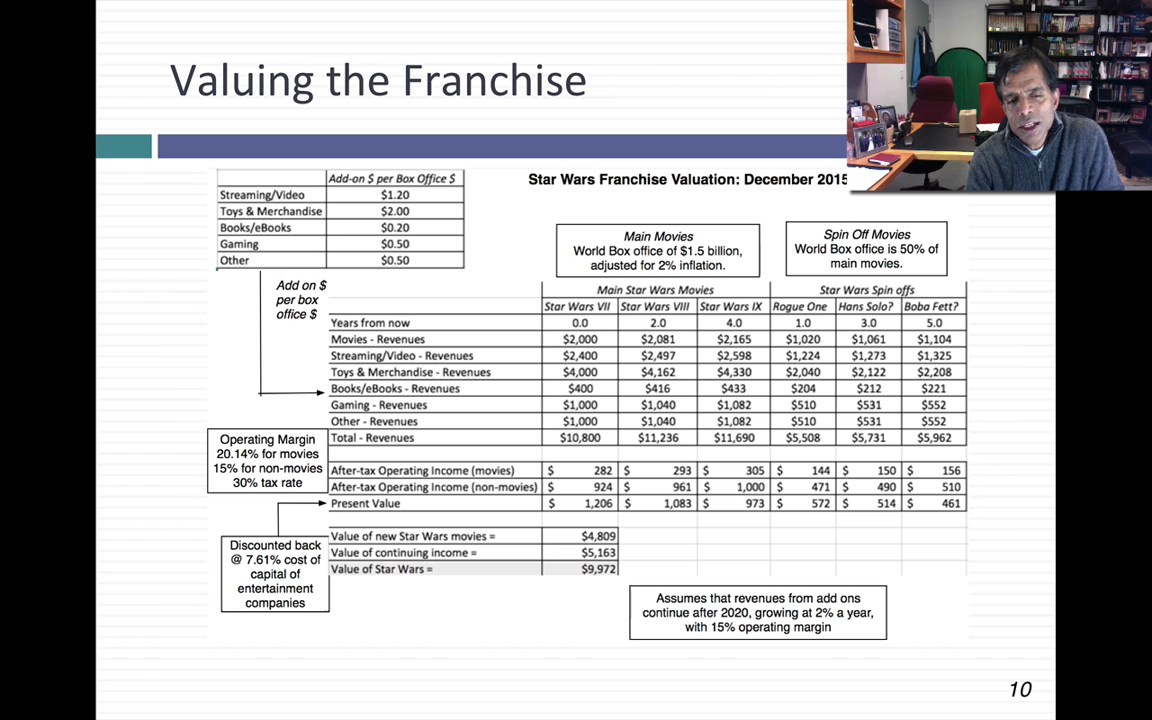 Valuing the Franchise
Add-on $ per Box Office $
Streaming/Video $1.20
Toys & Merchandise $2.00
Books/eBooks $0.20
Gaming $0.50
Other $0.50
Star Wars Franchise Valuation: December 2015
Main Movies
World Box office of $1.5 billion,
adjusted for 2% inflation.
Spin Off Movies
World Box office is 50% of
main movies.
Add on $
per box
office $
Main Star Wars Movies Star Wars Spin offs
Star Wars VII Star Wars VIII Star Wars IX Rogue One Hans Solo? Boba Fett?
Years from now 0.0 2.0 4.0 1.0 3.0 5.0
Movies - Revenues $2,000 $2,081 $2,165 $1,020 $1,061 $1,104
Streaming/Video - Revenues $2,400 $2,497 $2,598 $1,224 $1,273 $1,325
Toys & Merchandise - Revenues $4,000 $4,162 $4,330 $2,040 $2,122 $2,208
Books/eBooks - Revenues $400 $416 $433 $204 $212 $221
Gaming - Revenues $1,000 $1,040 $1,082 $510 $531 $552
Other - Revenues $1,000 $1,040 $1,082 $510 $531 $552
Total - Revenues $10,800 $11,236 $11,690 $5,508 $5,731 $5,962
Operating Margin
20.14% for movies
15% for non-movies
30% tax rate
After-tax Operating Income (movies) $ 282 $ 293 $ 305 $ 144 $ 150 $ 156
After-tax Operating Income (non-movies) $ 924 $ 961 $ 1,000 $ 471 $ 490 $ 510
Present Value $ 1,206 $ 1,083 $ 973 $ 572 $ 514 $ 461
Value of new Star Wars movies = $4,809
Value of continuing income = $5,163
Value of Star Wars = $9,972
Discounted back
@ 7.61% cost of
capital of
entertainment
companies
Assumes that revenues from add ons
continue after 2020, growing at 2% a year,
with 15% operating margin
10